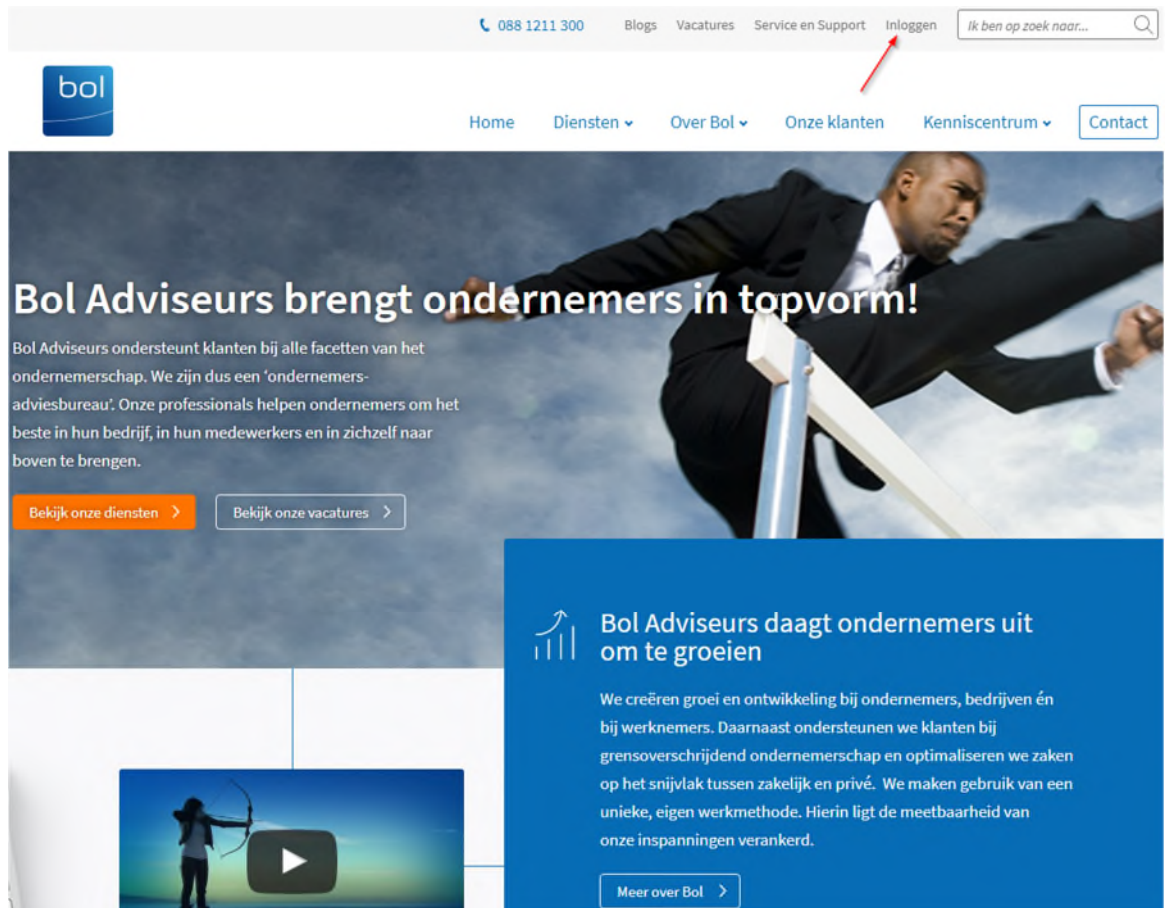 088 1211 300 Blogs Vacatures Service en Support Inloggen Ik ben op zoek naar...
bol
Home Diensten Over Bol Onze klanten Kenniscentrum Contact
Bol Adviseurs brengt ondernemers in topvorm!
Bol Adviseurs ondersteunt klanten bij alle facetten van het
ondernemerschap. We zijn dus een ‘ondernemers-
adviesbureau’. Onze professionals helpen ondernemers om het
beste in hun bedrijf, in hun medewerkers en in zichzelf naar
boven te brengen.
Bekijk onze diensten Bekijk onze vacatures
Bol Adviseurs daagt ondernemers uit
om te groeien
We creëren groei en ontwikkeling bij ondernemers, bedrijven én
bij werknemers. Daarnaast ondersteunen we klanten bij
grensoverschrijdend ondernemerschap en optimaliseren we zaken
op het snijvlak tussen zakelijk en privé. We maken gebruik van een
unieke, eigen werkmethode. Hierin ligt de meetbaarheid van
onze inspanningen verankerd.
Meer over Bol